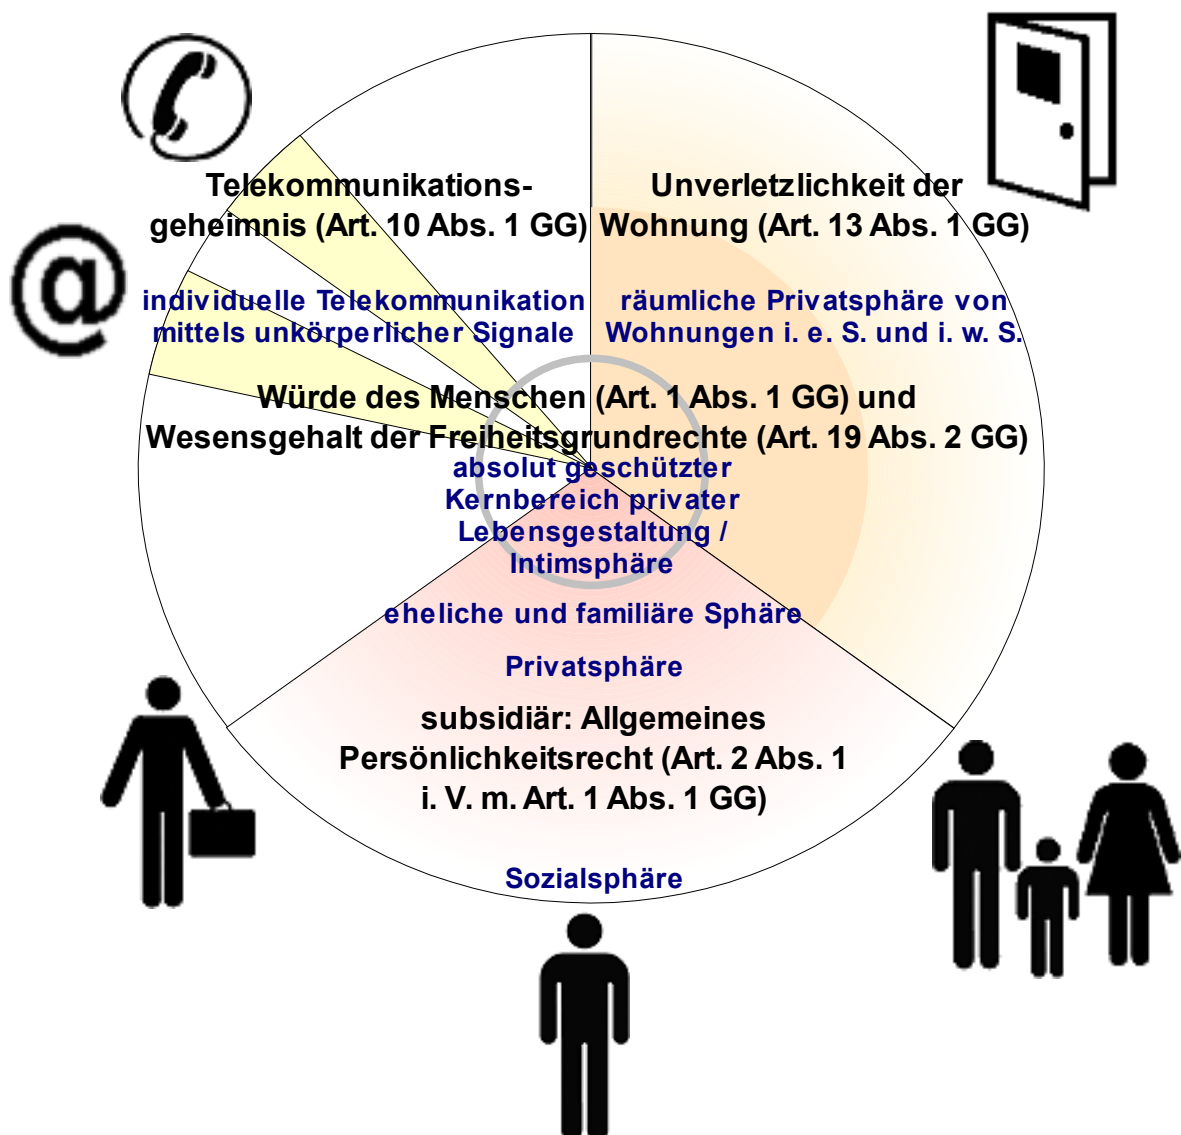 Telekommunikations-
geheimnis (Art. 10 Abs. 1 GG)
Unverletzlichkeit der
Wohnung (Art. 13 Abs. 1 GG)
@
individuelle Telekommunikation
mittels unkörperlicher Signale
räumliche Privatsphäre von
Wohnungen i. e. S. und i. w. S.
Würde des Menschen (Art. 1 Abs. 1 GG) und
Wesensgehalt der Freiheitsgrundrechte (Art. 19 Abs. 2 GG)
absolut geschützter
Kernbereich privater
Lebensgestaltung /
Intimsphäre
eheliche und familiäre Sphäre
Privatsphäre
subsidiär: Allgemeines
Persönlichkeitsrecht (Art. 2 Abs. 1
i. V. m. Art. 1 Abs. 1 GG)
Sozialsphäre